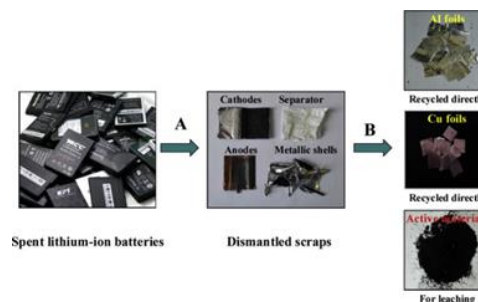 A
Spent lithium-ion batteries
Cathodes
Separator
Anodes
Metallic shells
Dismantled scraps
B
Al foils
Recycled direct
Cu foils
Recycled direct
Active materia
For leaching